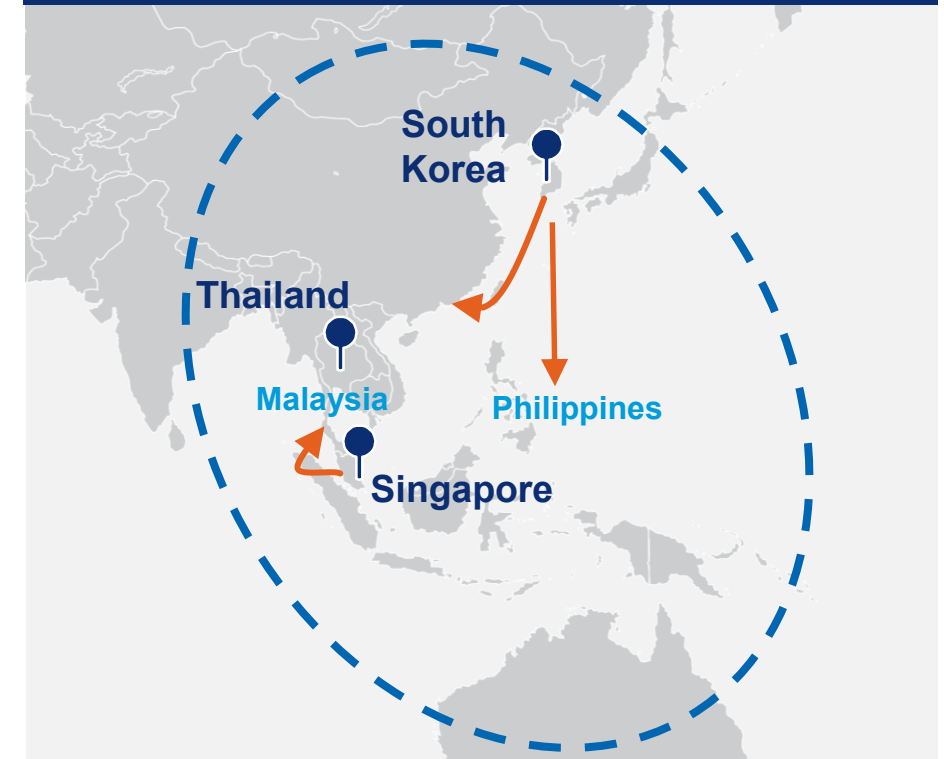 South
Korea
Thailand
Malaysia
Philippines
Singapore